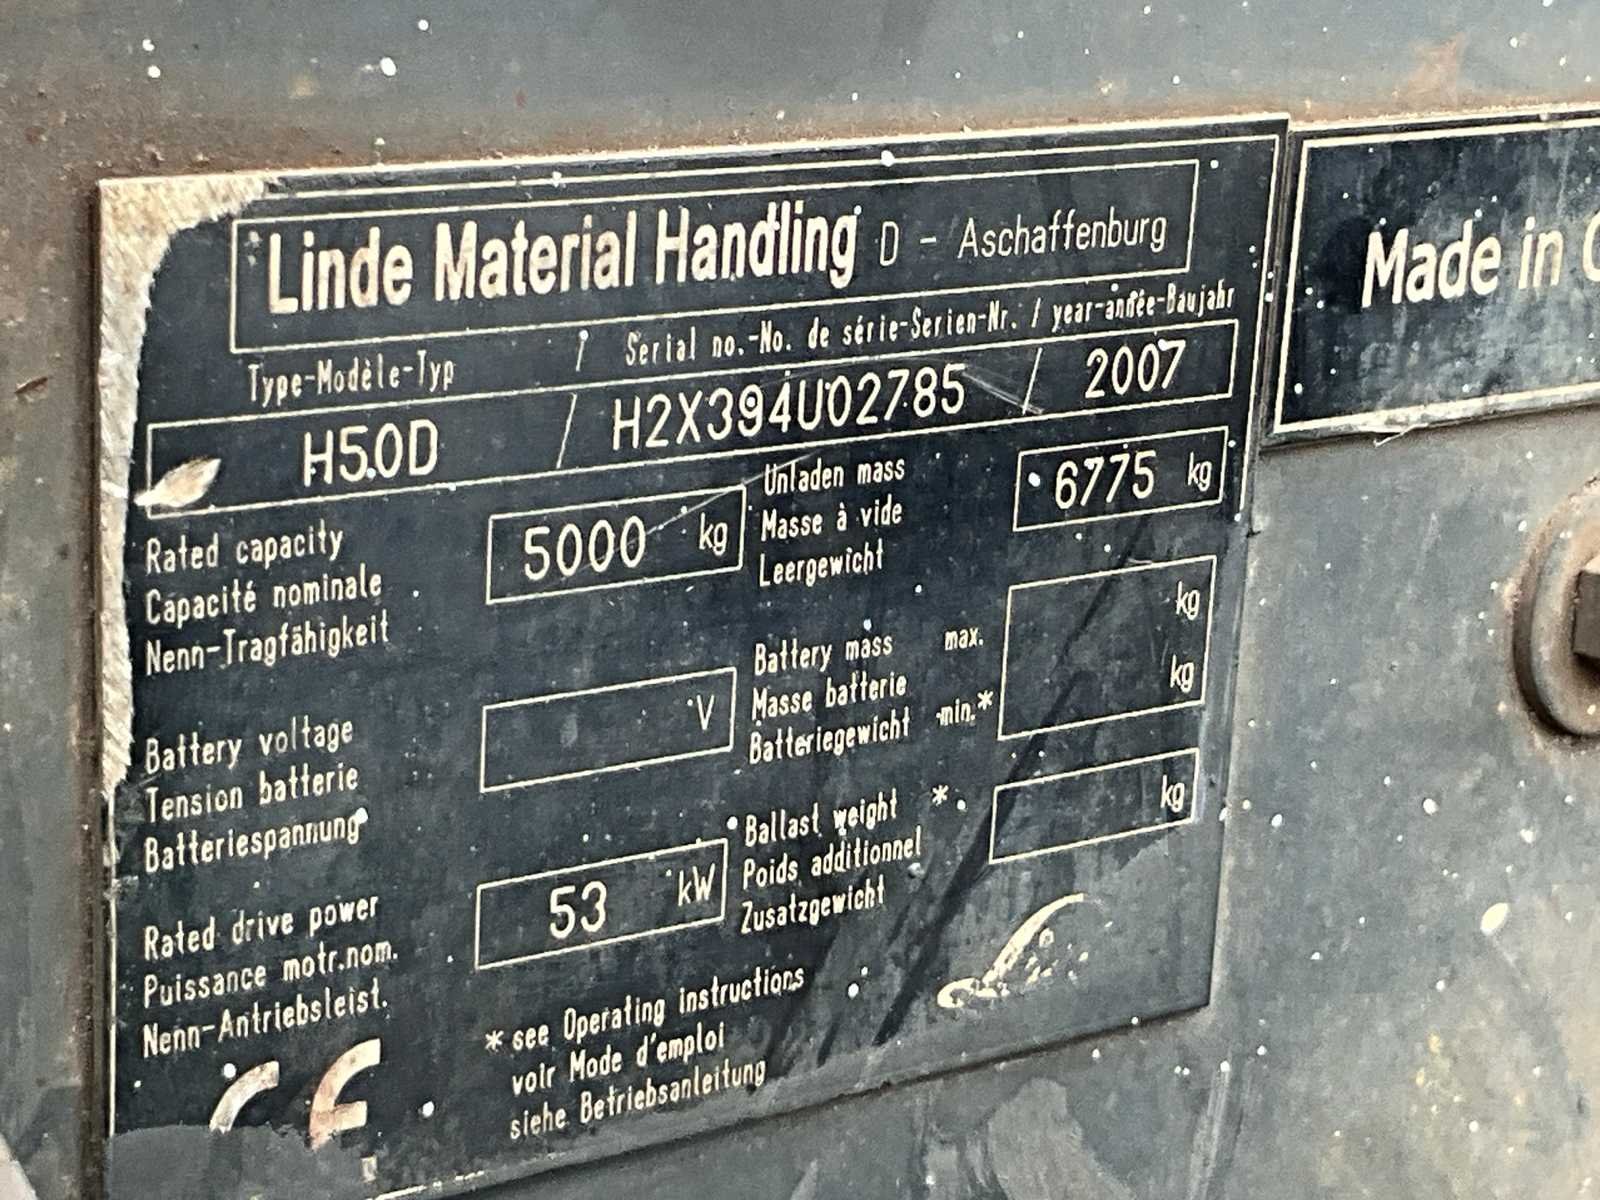 Linde Material Handling D - Aschaffenburg
Type-Modèle-Typ / Serial no.-No. de série-Serien-Nr. / year-année-Baujahr
H50D / H2X394U02785 / 2007
Rated capacity
Capacité nominale
Nenn-Tragfähigkeit
5000 kg
Unladen mass
Masse à vide
Leergewicht
6775 kg
Battery voltage
Tension batterie
Batteriespannung
V
Battery mass max.
Masse batterie
Batteriegewicht min.*
kg
kg
Rated drive power
Puissance motr.nom.
Nenn-Antriebsleist.
53 kW
Ballast weight *
Poids additionnel
Zusatzgewicht
kg
* see Operating instructions
voir Mode d'emploi
siehe Betriebsanleitung
CE
Made in